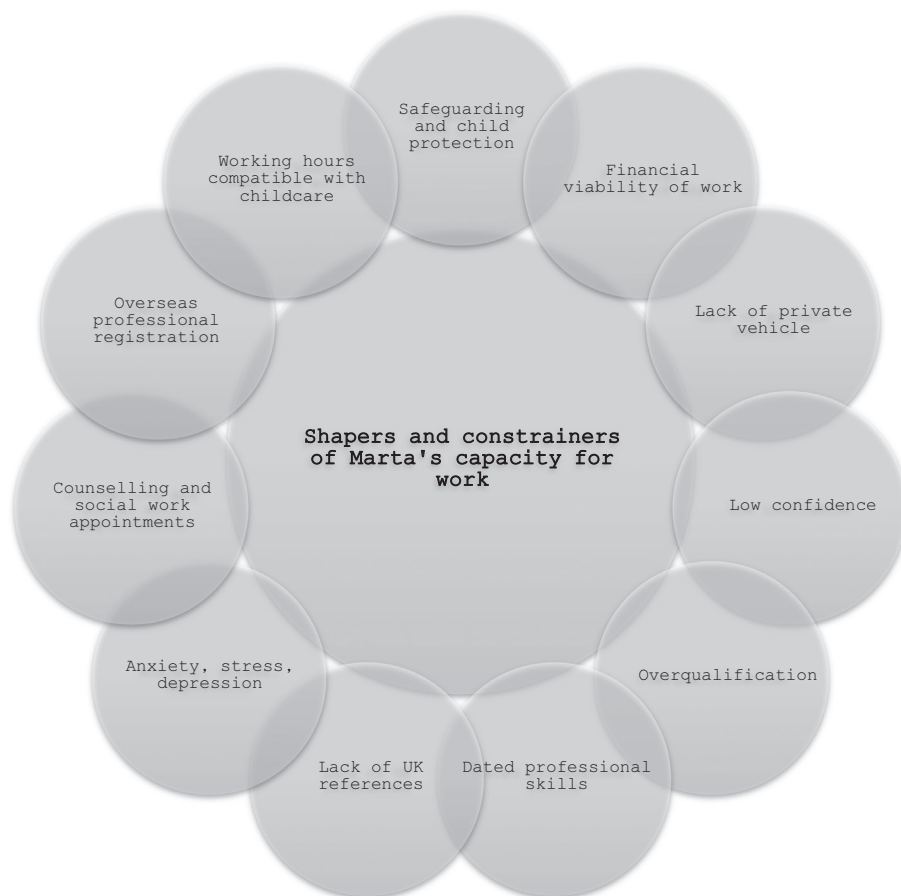 Safeguarding
and child
protection
Financial
viability of work
Lack of private
vehicle
Low confidence
Overqualification
Dated professional
skills
Lack of UK
references
Anxiety, stress,
depression
Counselling and
social work
appointments
Overseas
professional
registration
Working hours
compatible with
childcare
Shapers and constrainers
of Marta's capacity for
work